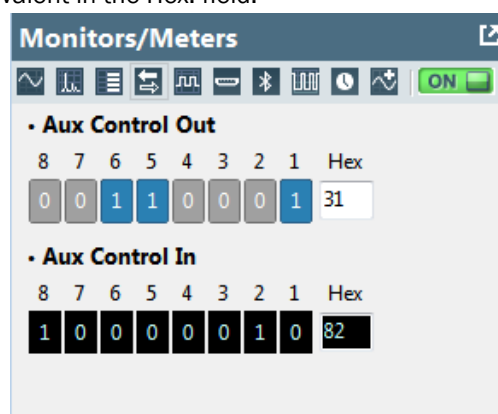 valent in the Hex. field.
Monitors/Meters
ON
• Aux Control Out
8 7 6 5 4 3 2 1 Hex
0 0 1 1 0 0 0 1 31
• Aux Control In
8 7 6 5 4 3 2 1 Hex
1 0 0 0 0 0 1 0 82